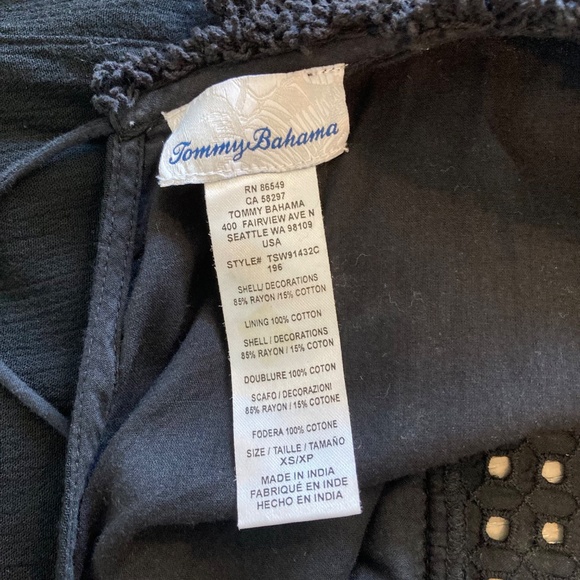 Tommy Bahama
RN 86549
CA 58297
TOMMY BAHAMA
400 FAIRVIEW AVE N
SEATTLE WA 98109
USA
STYLE# TSW91432C
196
SHELL/ DECORATIONS
85% RAYON /15% COTTON
LINING 100% COTTON
SHELL / DECORATIONS
85% RAYON / 15% COTON
DOUBLURE 100% COTON
SCAFO / DECORAZIONI
85% RAYON / 15% COTONE
FODERA 100% COTONE
SIZE / TAILLE / TAMAÑO
XS/XP
MADE IN INDIA
FABRIQUÉ EN INDE
HECHO EN INDIA